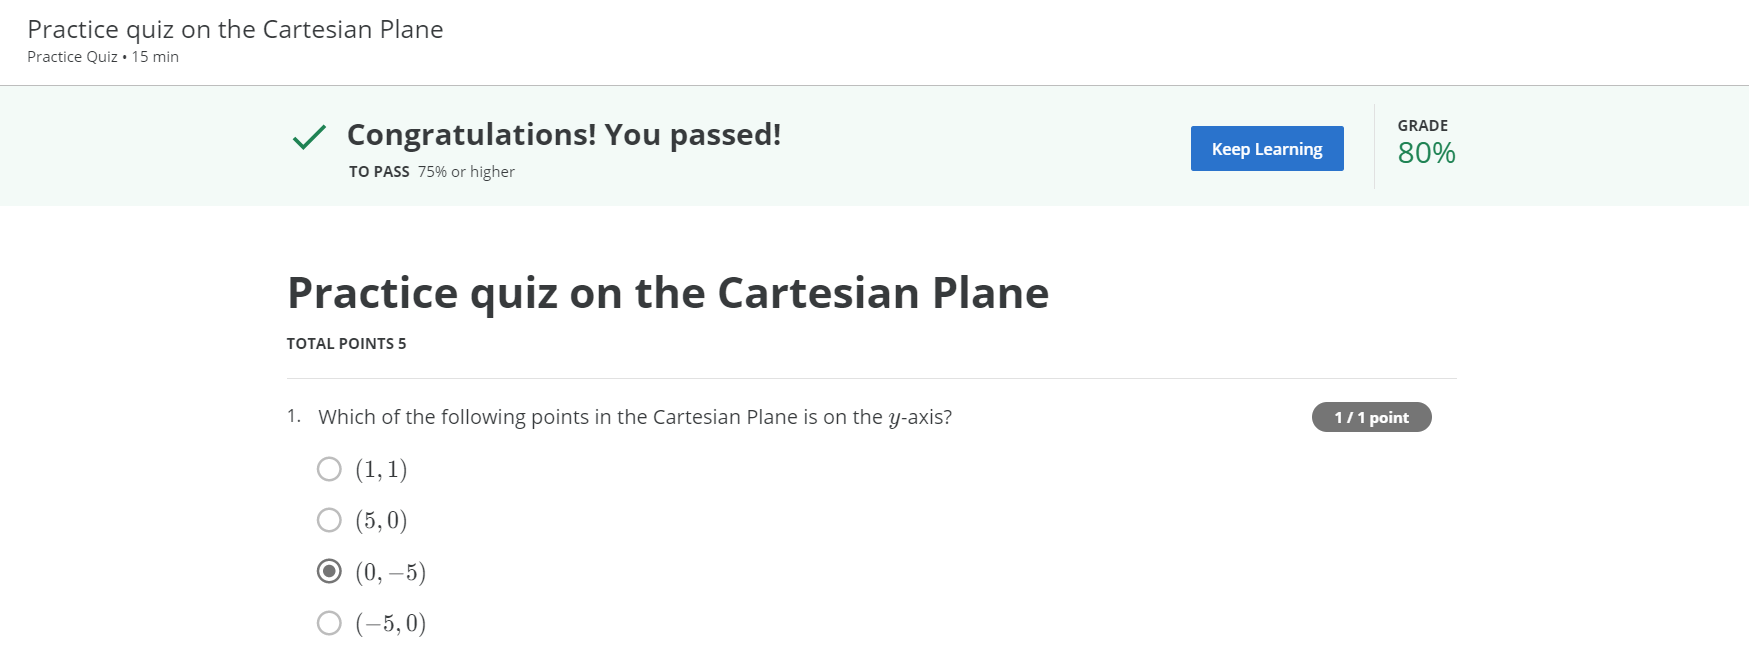 Practice quiz on the Cartesian Plane
Practice Quiz • 15 min
Congratulations! You passed!
TO PASS 75% or higher
Keep Learning
GRADE
80%
Practice quiz on the Cartesian Plane
TOTAL POINTS 5
1. Which of the following points in the Cartesian Plane is on the y-axis?
1 / 1 point
(1, 1)
(5, 0)
(0, −5)
(−5, 0)